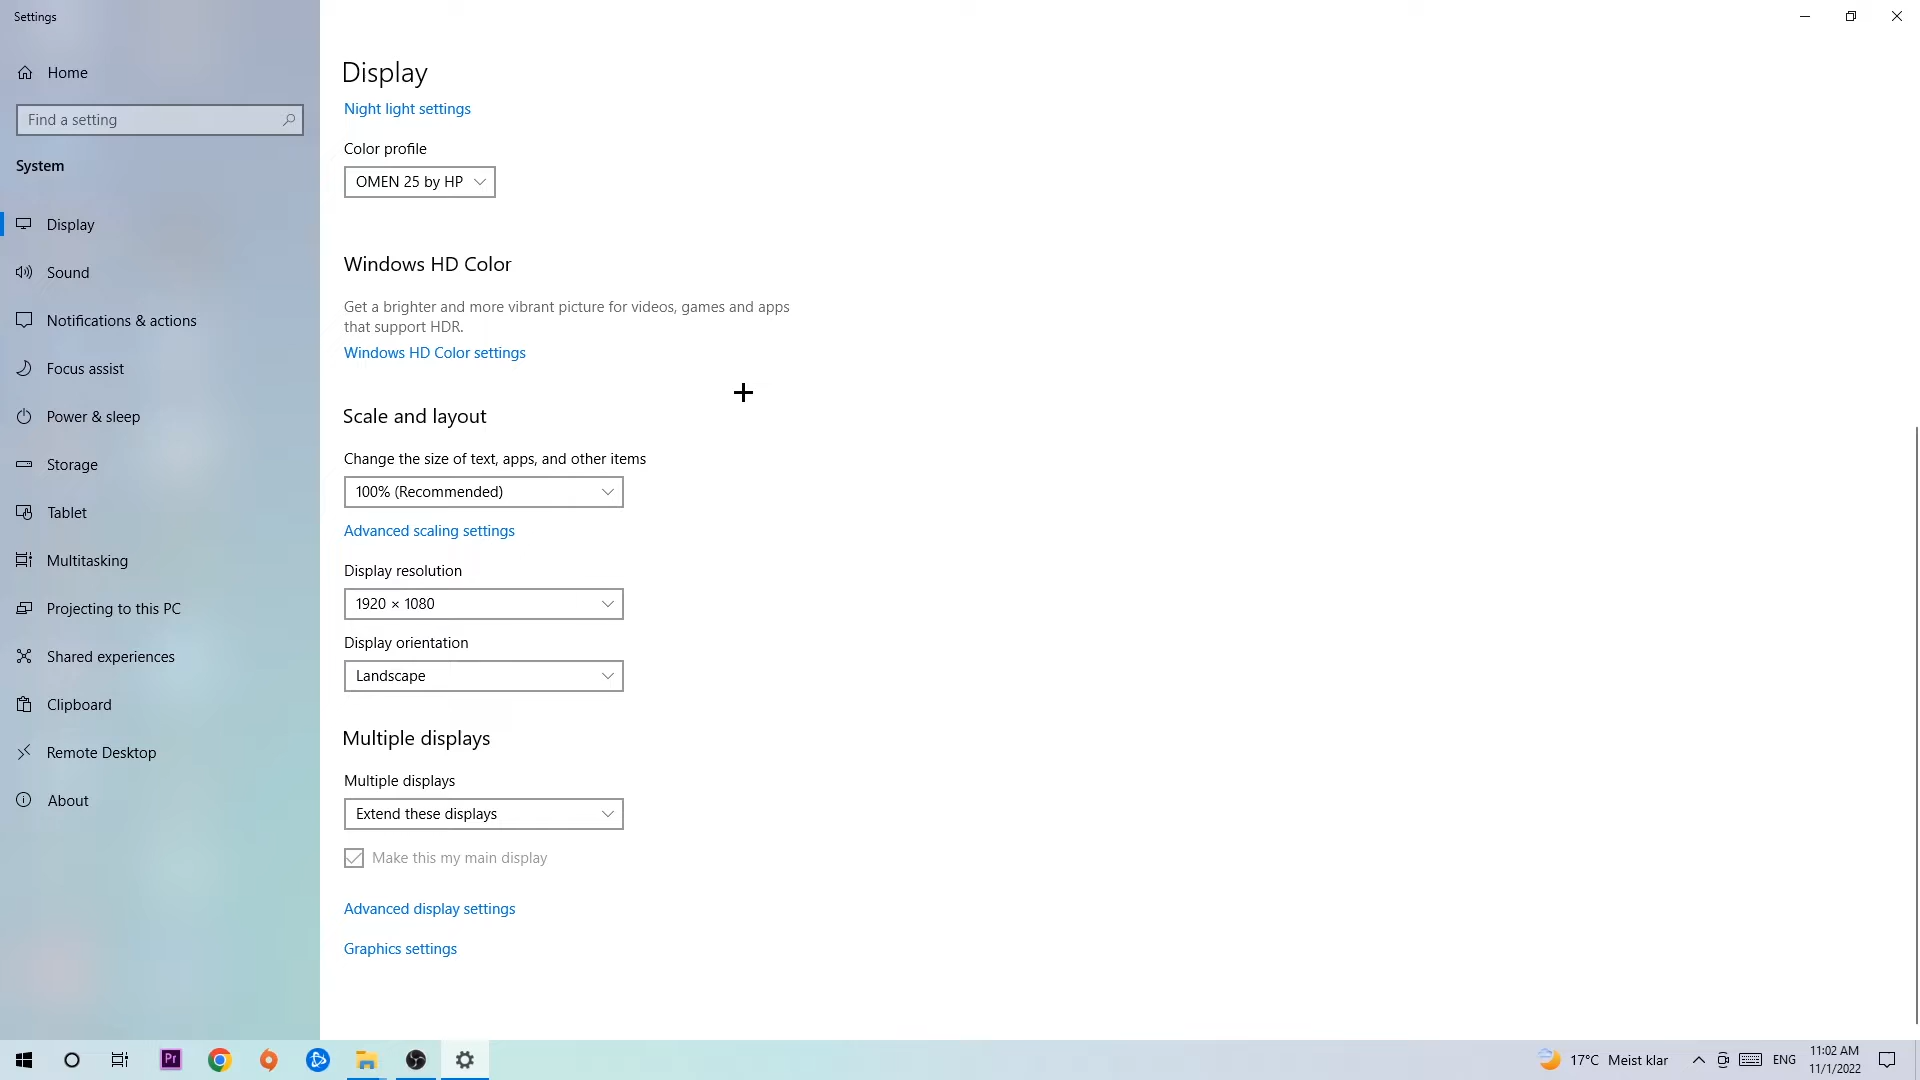 Settings
Home
Find a setting
System
Display
Sound
Notifications & actions
Focus assist
Power & sleep
Storage
Tablet
Multitasking
Projecting to this PC
Shared experiences
Clipboard
Remote Desktop
About
Display
Night light settings
Color profile
OMEN 25 by HP
Windows HD Color
Get a brighter and more vibrant picture for videos, games and apps
that support HDR.
Windows HD Color settings
Scale and layout
Change the size of text, apps, and other items
100% (Recommended)
Advanced scaling settings
Display resolution
1920 × 1080
Display orientation
Landscape
Multiple displays
Multiple displays
Extend these displays
Make this my main display
Advanced display settings
Graphics settings
Pr
17°C Meist klar
ENG
11:02 AM
11/1/2022